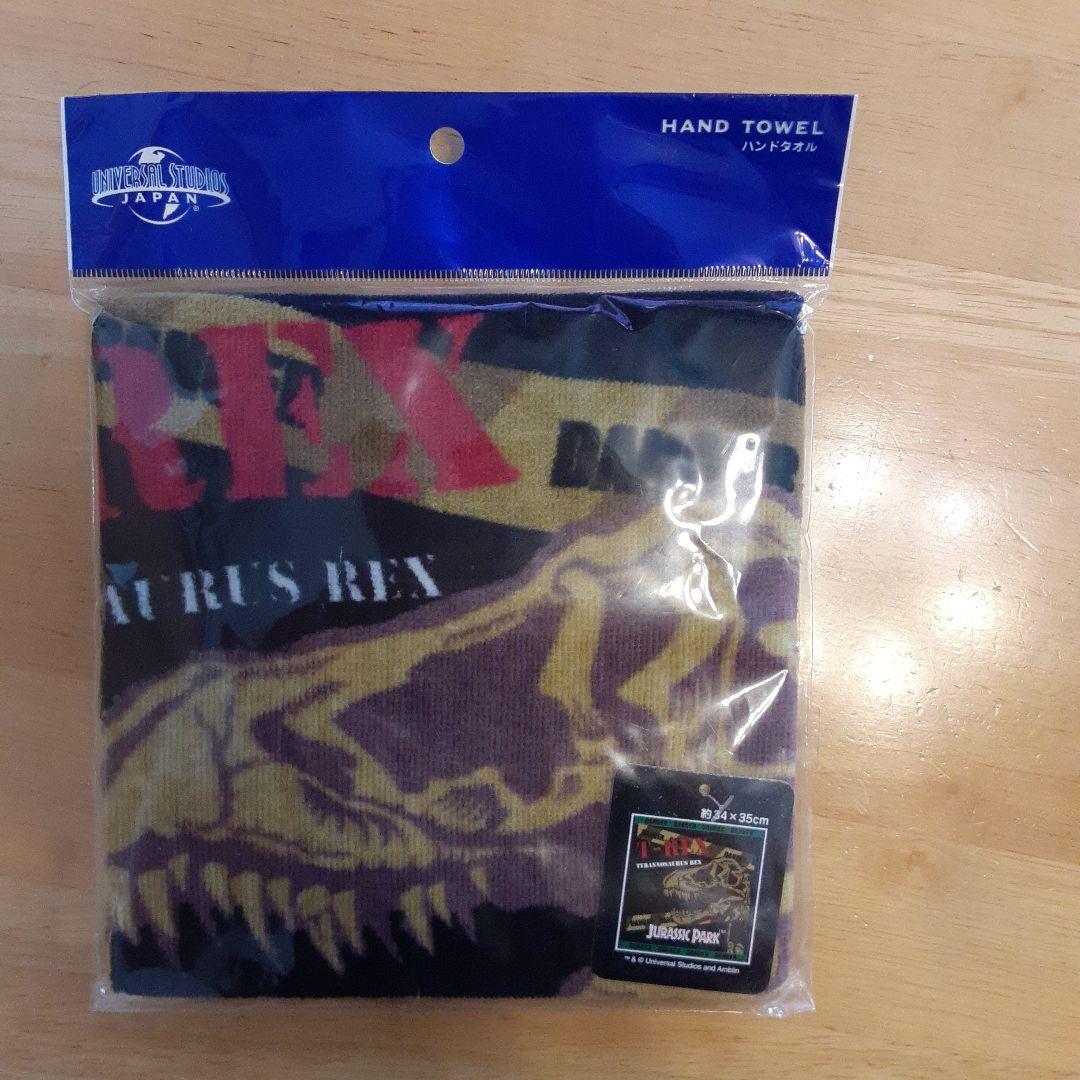 HAND TOWEL
ハンドタオル
UNIVERSAL STUDIOS
JAPAN
®
REX
AURUS REX
約34×35cm
T-REX
TYRANNOSAURUS REX
JURASSIC PARK™
™ & © Universal Studios and Amblin